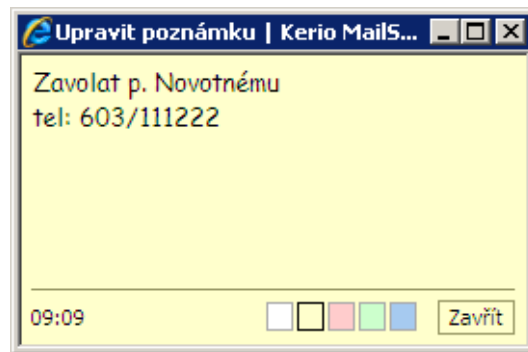 Upravit poznámku | Kerio MailS...
Zavolat p. Novotnému
tel: 603/111222
09:09
Zavřít